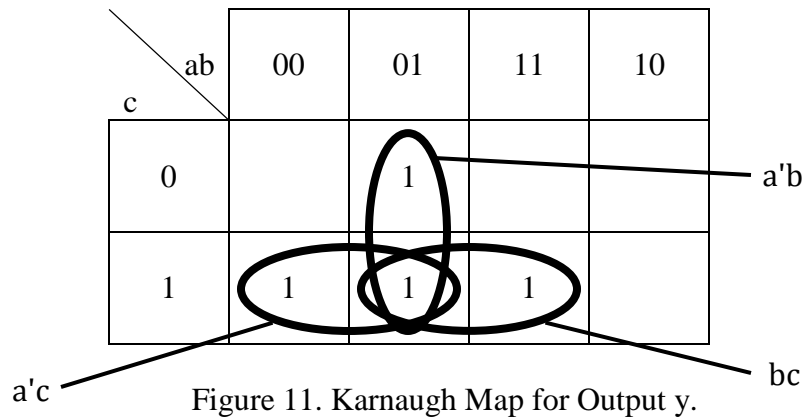 ab 00 01 11 10
c
0 1 a'b
1 1 1 1
bc
a'c
Figure 11. Karnaugh Map for Output y.